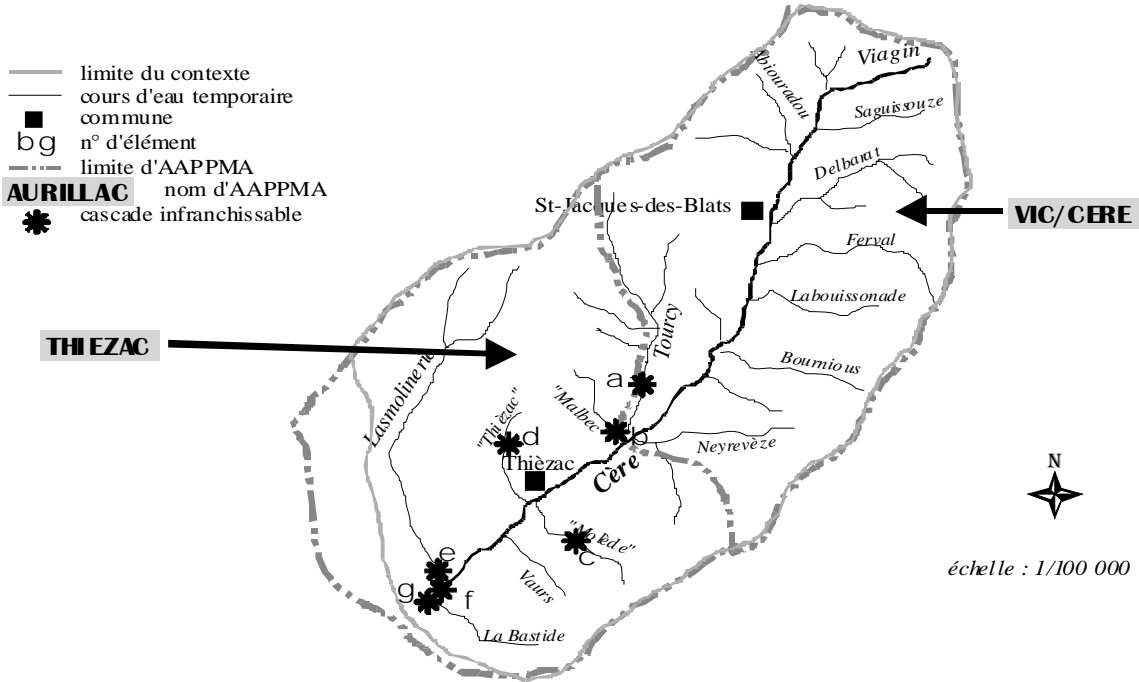 limite du contexte
cours d'eau temporaire
commune
bg n° d'élément
limite d'AAPPMA
AURILLAC nom d'AAPPMA
cascade infranchissable
Viagin
Abiouradou
Saguissouze
Delbarat
St-Jacques-des-Blats
VIC/CERE
Ferval
Labouissonade
THIEZAC
Tourcy
Lasmolinerie
Bournious
a
"Malbec
"Thièzac"
d
b
Neyrevèze
Thièzac
Cère
N
"Molède"
c
e
échelle : 1/100 000
Vaurs
g
f
La Bastide